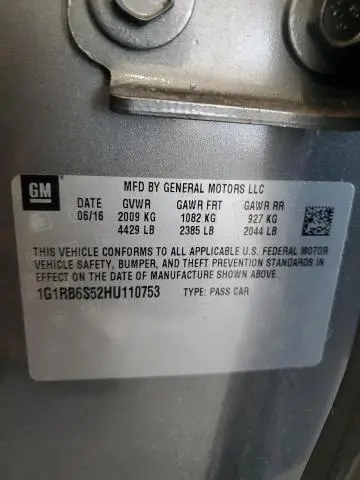 GM
MFD BY GENERAL MOTORS LLC
DATE GVWR GAWR FRT GAWR RR
06/16 2009 KG 1082 KG 927 KG
4429 LB 2385 LB 2044 LB
THIS VEHICLE CONFORMS TO ALL APPLICABLE U.S. FEDERAL MOTOR
VEHICLE SAFETY, BUMPER, AND THEFT PREVENTION STANDARDS IN
EFFECT ON THE DATE OF MANUFACTURE SHOWN ABOVE.
1G1RB6S52HU110753 TYPE: PASS CAR